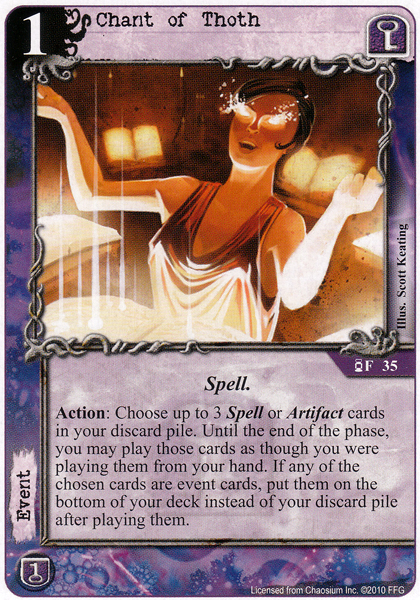 1
Chant of Thoth
Illus. Scott Keating
F 35
Spell.
Action: Choose up to 3 Spell or Artifact cards
in your discard pile. Until the end of the phase,
you may play those cards as though you were
playing them from your hand. If any of the
chosen cards are event cards, put them on the
bottom of your deck instead of your discard pile
after playing them.
Event
1
Licensed from Chaosium Inc. ©2010 FFG